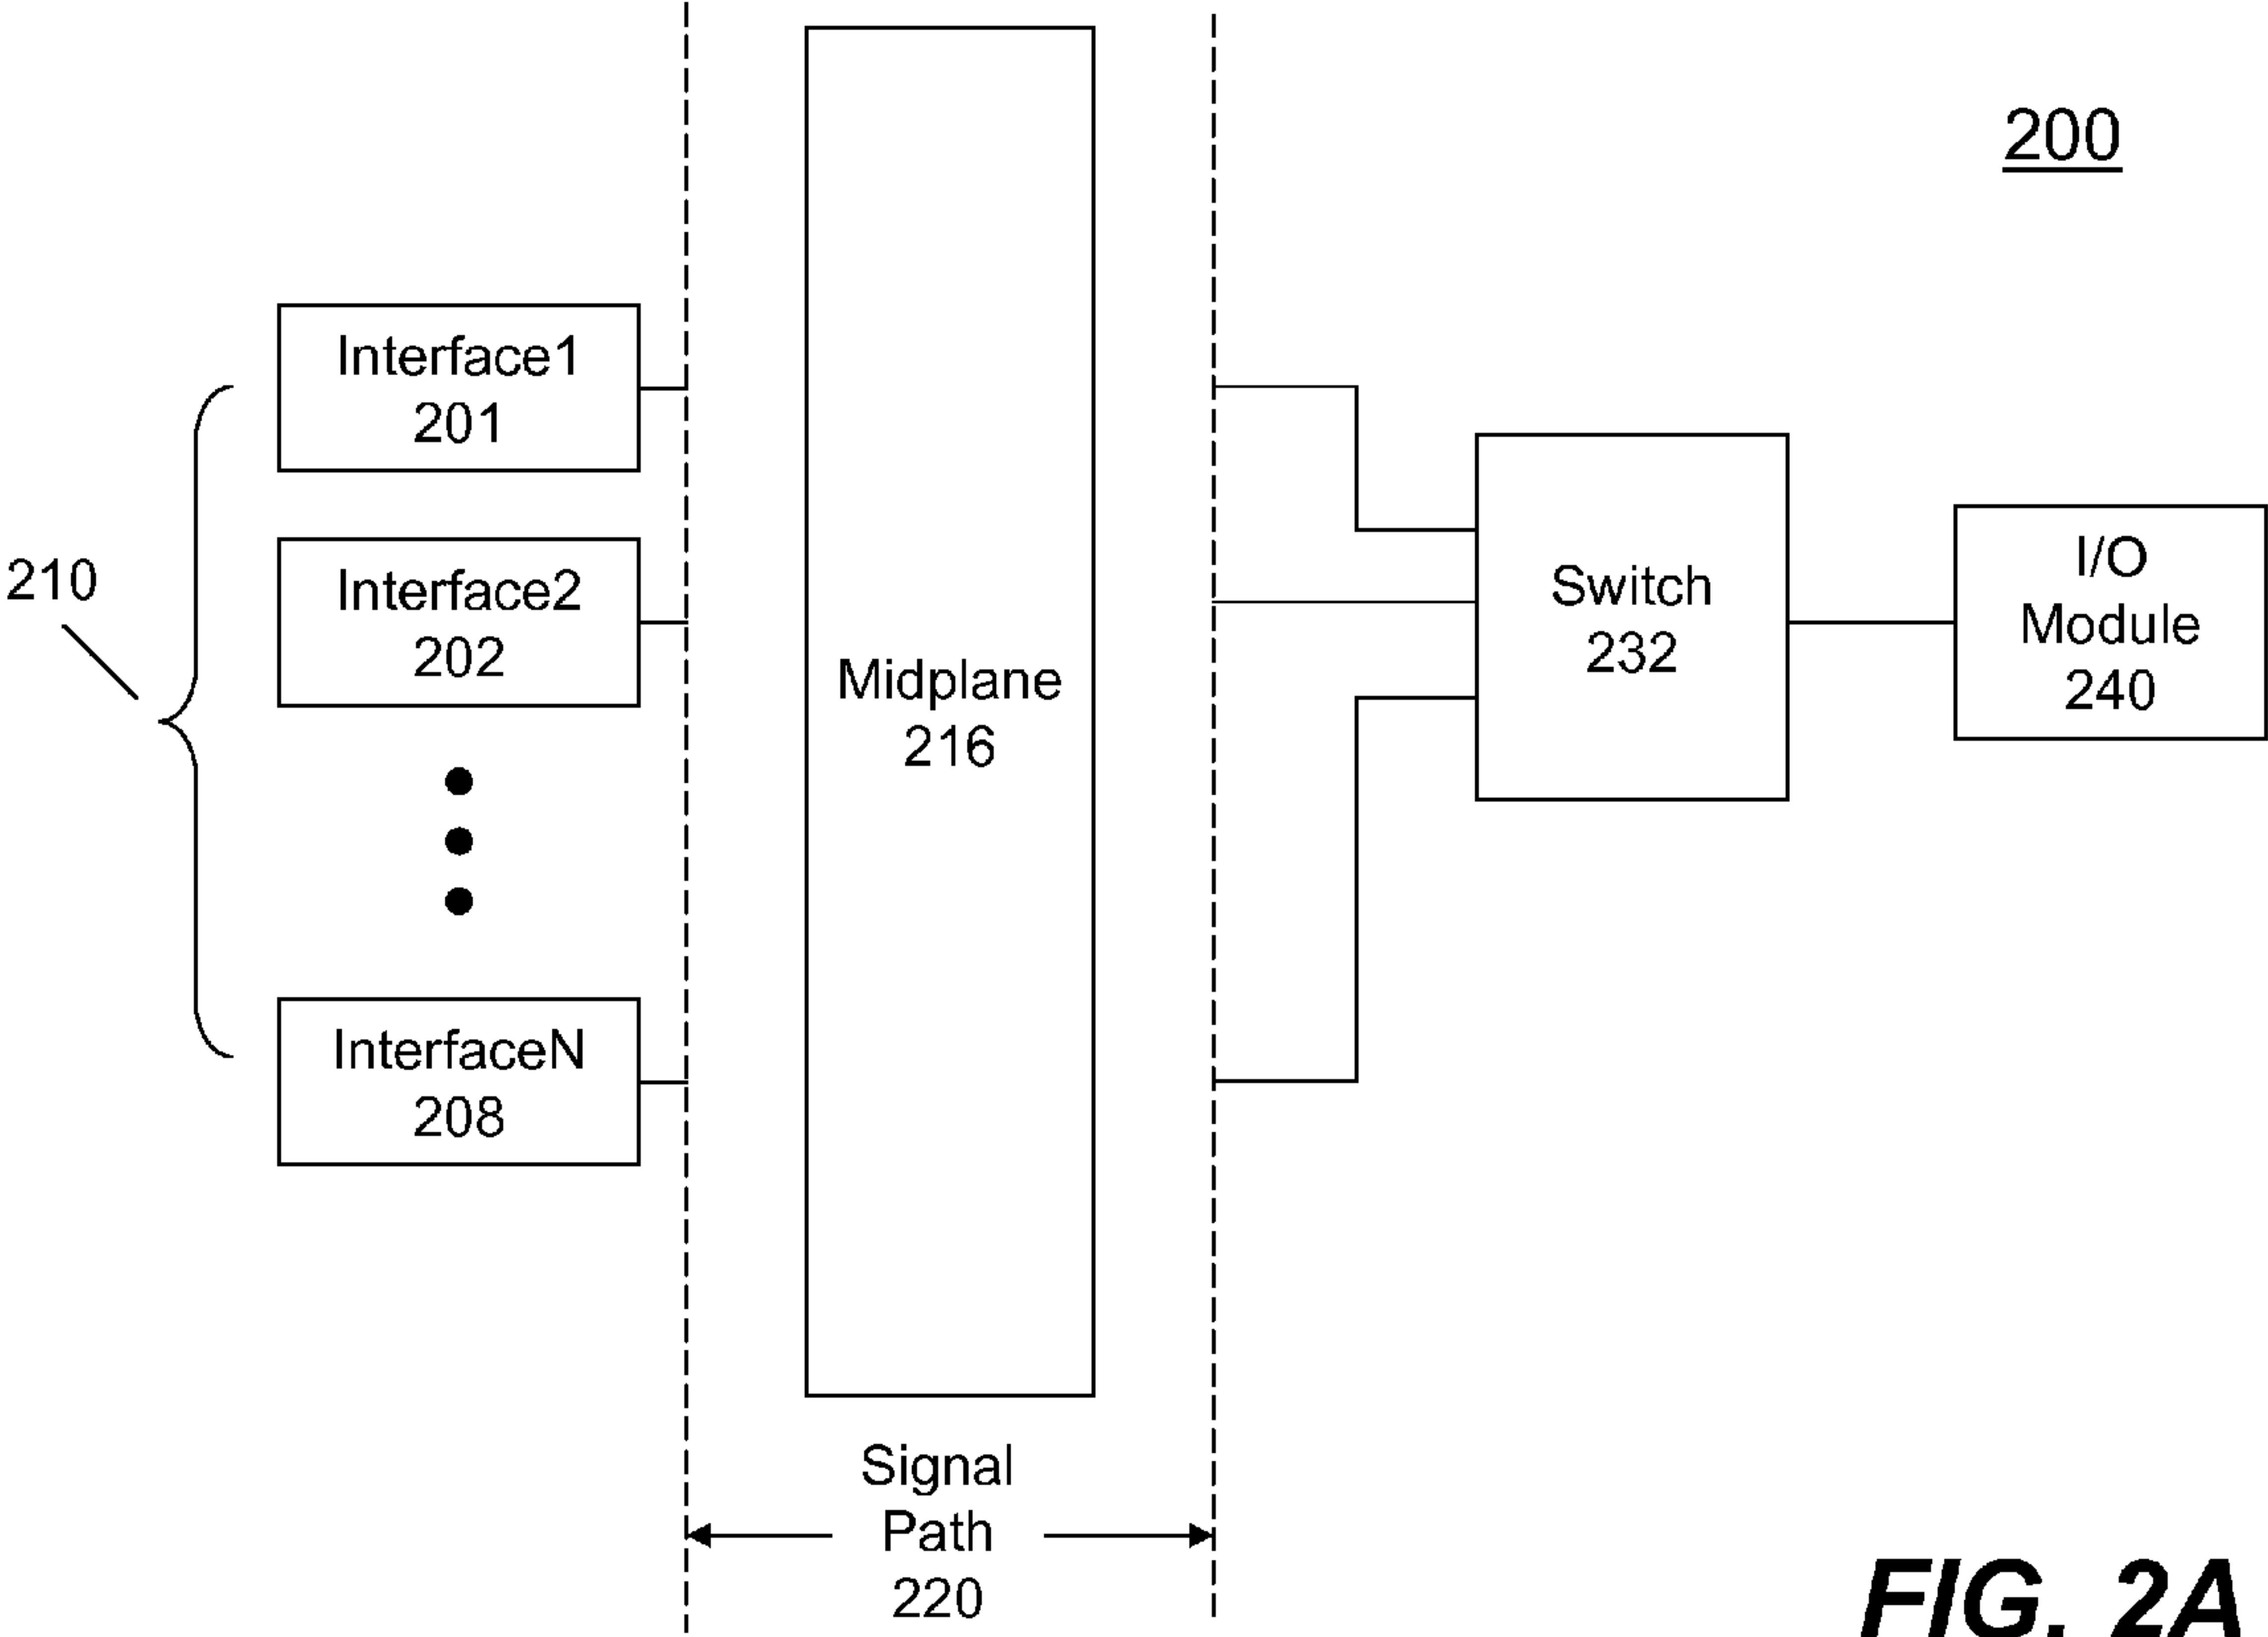 200
Interface1
201
210
Interface2
202
InterfaceN
208
Midplane
216
Switch
232
I/O
Module
240
Signal
Path
220
FIG. 2A